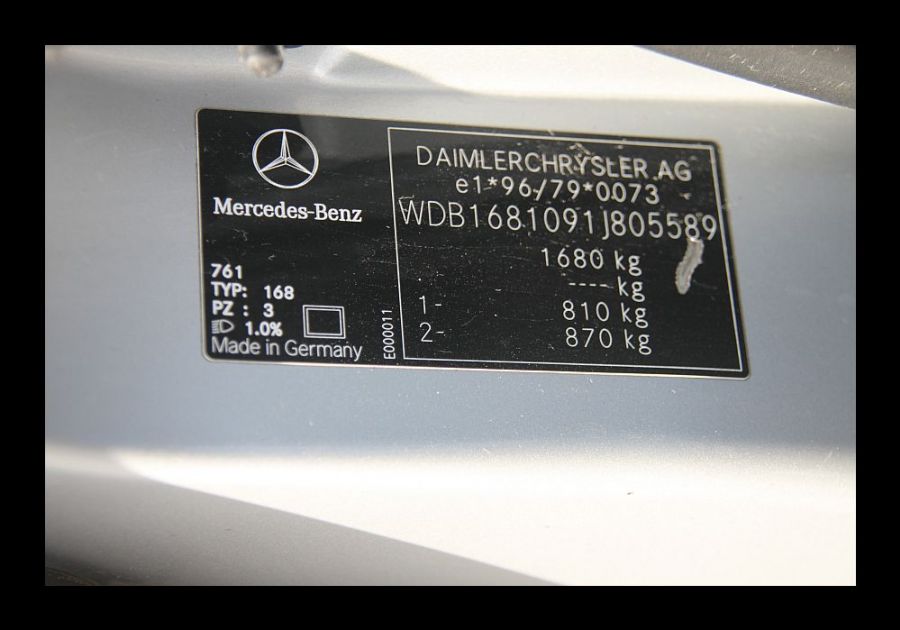 Mercedes-Benz
761
TYP: 168
PZ : 3
1.0%
Made in Germany
E000011
DAIMLERCHRYSLER AG
e1*96/79*0073
WDB1681091J805589
1680 kg
---- kg
1- 810 kg
2- 870 kg